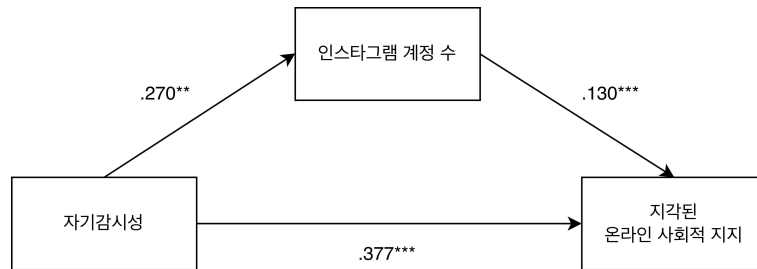 인스타그램 계정 수
.270**
.130***
자기감시성
지각된
온라인 사회적 지지
.377***